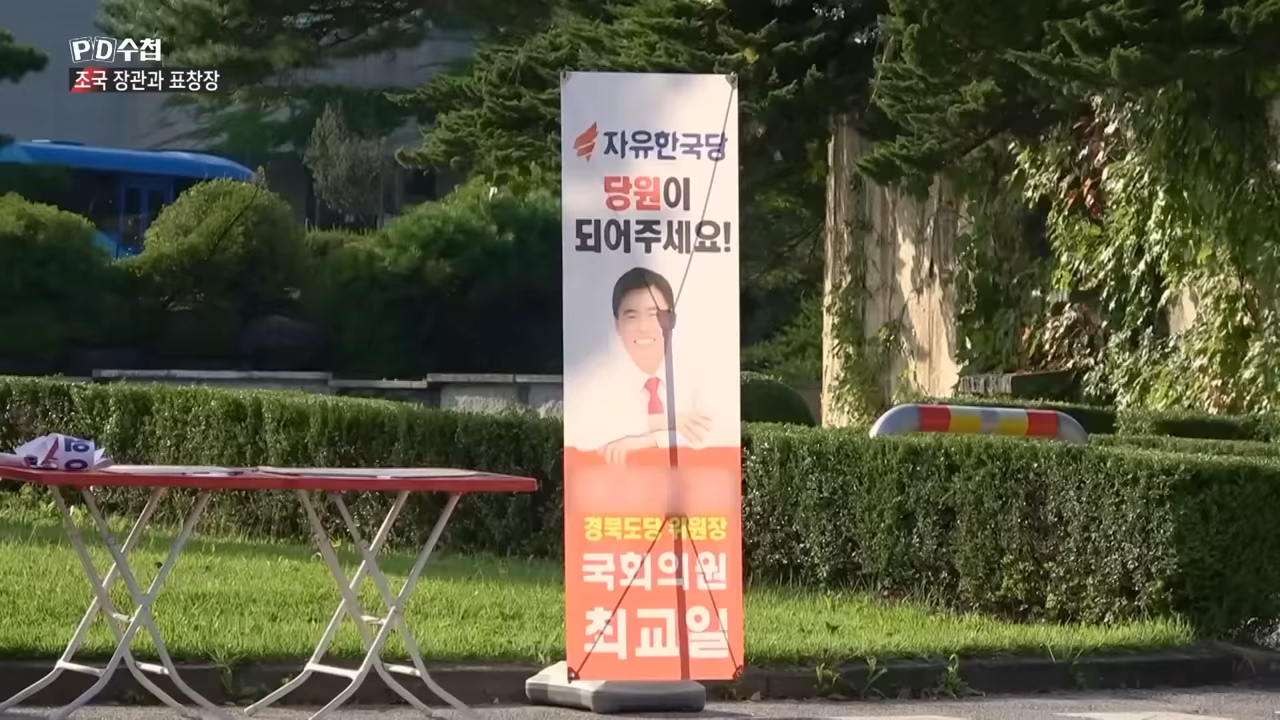 PD수첩
조국 장관과 표창장
자유한국당
당원이
되어주세요!
경북도당 위원장
국회의원
최교일